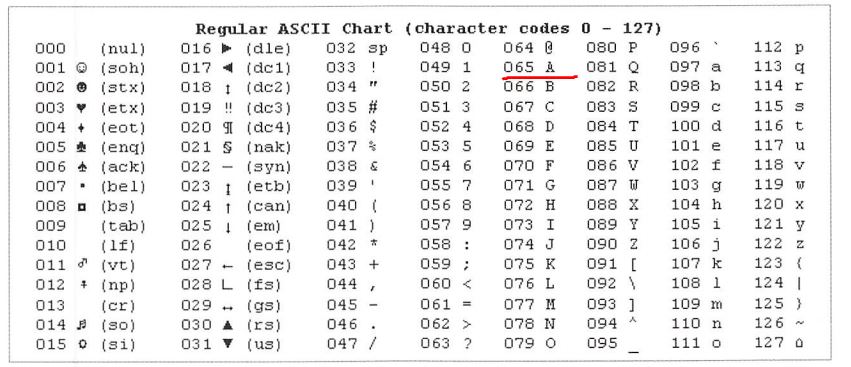 Regular ASCII Chart (character codes 0 - 127)
000 (nul) 016 ► (dle) 032 sp 048 0 064 @ 080 P 096 ` 112 p
001 ☺ (soh) 017 ◄ (dc1) 033 ! 049 1 065 A 081 Q 097 a 113 q
002 ☻ (stx) 018 ↕ (dc2) 034 " 050 2 066 B 082 R 098 b 114 r
003 ♥ (etx) 019 ‼ (dc3) 035 # 051 3 067 C 083 S 099 c 115 s
004 ♦ (eot) 020 ¶ (dc4) 036 $ 052 4 068 D 084 T 100 d 116 t
005 ♣ (enq) 021 § (nak) 037 % 053 5 069 E 085 U 101 e 117 u
006 ♠ (ack) 022 ─ (syn) 038 & 054 6 070 F 086 V 102 f 118 v
007 • (bel) 023 ↨ (etb) 039 ' 055 7 071 G 087 W 103 g 119 w
008 ◘ (bs) 024 ↑ (can) 040 ( 056 8 072 H 088 X 104 h 120 x
009 (tab) 025 ↓ (em) 041 ) 057 9 073 I 089 Y 105 i 121 y
010 (lf) 026 (eof) 042 * 058 : 074 J 090 Z 106 j 122 z
011 ♂ (vt) 027 ← (esc) 043 + 059 ; 075 K 091 [ 107 k 123 {
012 ♀ (np) 028 ∟ (fs) 044 , 060 < 076 L 092 \ 108 l 124 |
013 (cr) 029 ↔ (gs) 045 - 061 = 077 M 093 ] 109 m 125 }
014 ♫ (so) 030 ▲ (rs) 046 . 062 > 078 N 094 ^ 110 n 126 ~
015 ☼ (si) 031 ▼ (us) 047 / 063 ? 079 O 095 _ 111 o 127 ⌂